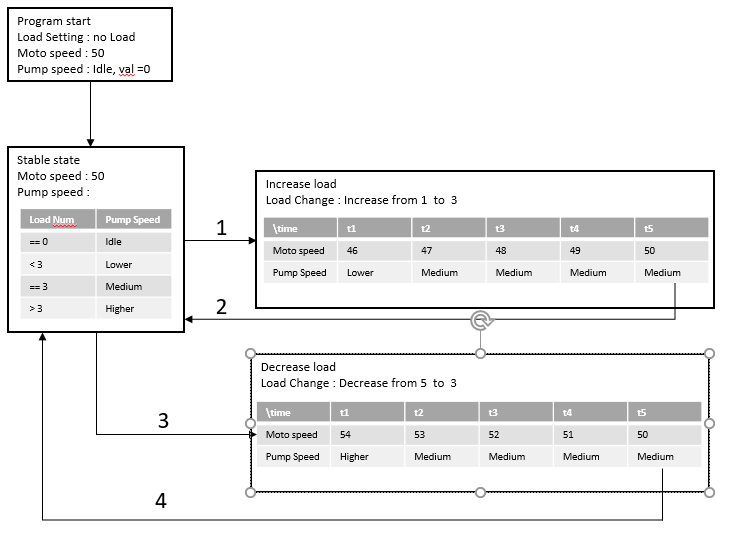 Program start
Load Setting : no Load
Moto speed : 50
Pump speed : Idle, val =0
Stable state
Moto speed : 50
Pump speed :
Load Num Pump Speed
== 0 Idle
< 3 Lower
== 3 Medium
> 3 Higher
1
Increase load
Load Change : Increase from 1 to 3
\time t1 t2 t3 t4 t5
Moto speed 46 47 48 49 50
Pump Speed Lower Medium Medium Medium Medium
2
Decrease load
Load Change : Decrease from 5 to 3
\time t1 t2 t3 t4 t5
Moto speed 54 53 52 51 50
Pump Speed Higher Medium Medium Medium Medium
3
4